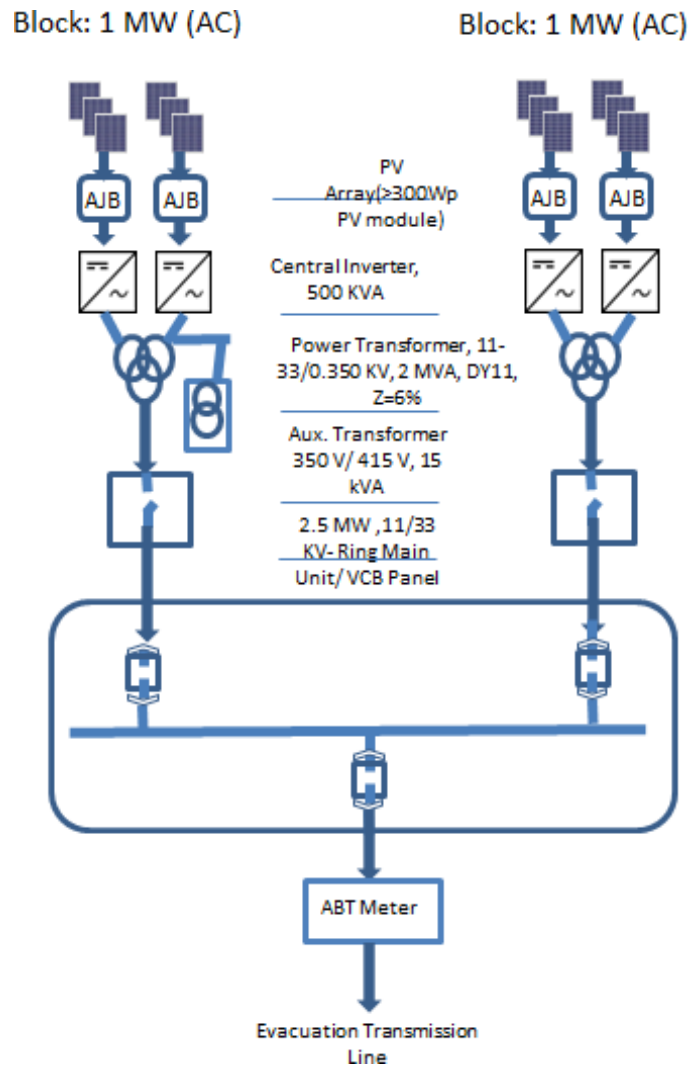 Block: 1 MW (AC)
Block: 1 MW (AC)
AJB
AJB
AJB
AJB
PV
Array(>300Wp
PV module)
Central Inverter,
500 KVA
Power Transformer, 11-
33/0.350 KV, 2 MVA, DY11,
Z=6%
Aux. Transformer
350 V/ 415 V, 15
kVA
2.5 MW ,11/33
KV- Ring Main
Unit/ VCB Panel
ABT Meter
Evacuation Transmission
Line